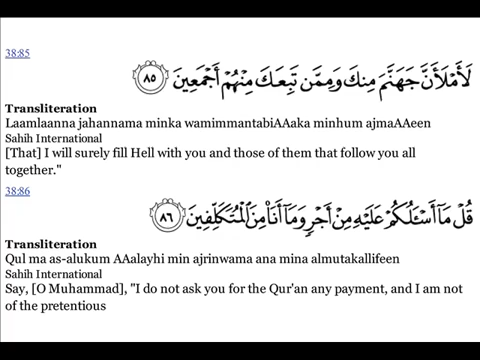 38:85
لَأَمْلَأَنَّ جَهَنَّمَ مِنكَ وَمِمَّن تَبِعَكَ مِنْهُمْ أَجْمَعِينَ ٨٥
Transliteration
Laamlaanna jahannama minka wamimmantabiAAaka minhum ajmaAAeen
Sahih International
[That] I will surely fill Hell with you and those of them that follow you all
together."
38:86
قُلْ مَا أَسْـَٔلُكُمْ عَلَيْهِ مِنْ أَجْرٍ وَمَا أَنَا۠ مِنَ الْمُتَكَلِّفِينَ ٨٦
Transliteration
Qul ma as-alukum AAalayhi min ajrinwama ana mina almutakallifeen
Sahih International
Say, [O Muhammad], "I do not ask you for the Qur'an any payment, and I am not
of the pretentious